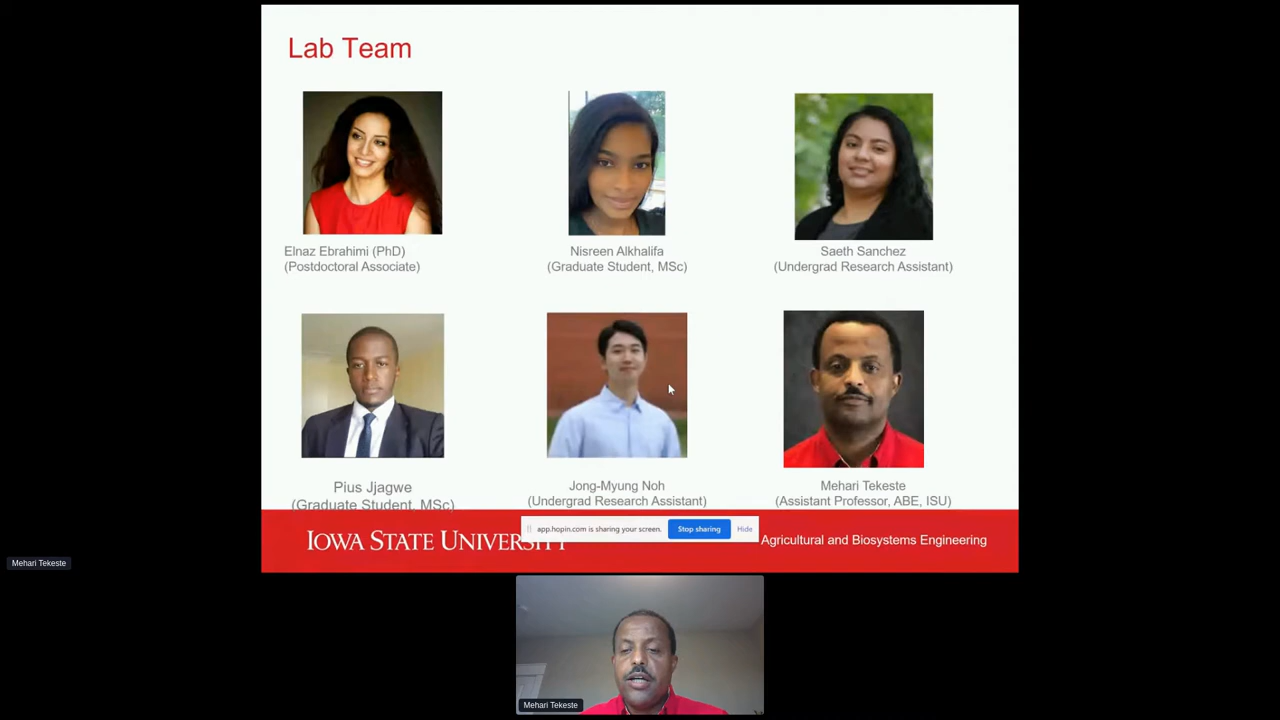 Lab Team
Elnaz Ebrahimi (PhD)
(Postdoctoral Associate)
Nisreen Alkhalifa
(Graduate Student, MSc)
Saeth Sanchez
(Undergrad Research Assistant)
Pius Jjagwe
(Graduate Student, MSc)
Jong-Myung Noh
(Undergrad Research Assistant)
Mehari Tekeste
(Assistant Professor, ABE, ISU)
app.hopin.com is sharing your screen.
Stop sharing
Hide
IOWA STATE UNIVERSITY
Agricultural and Biosystems Engineering
Mehari Tekeste
Mehari Tekeste